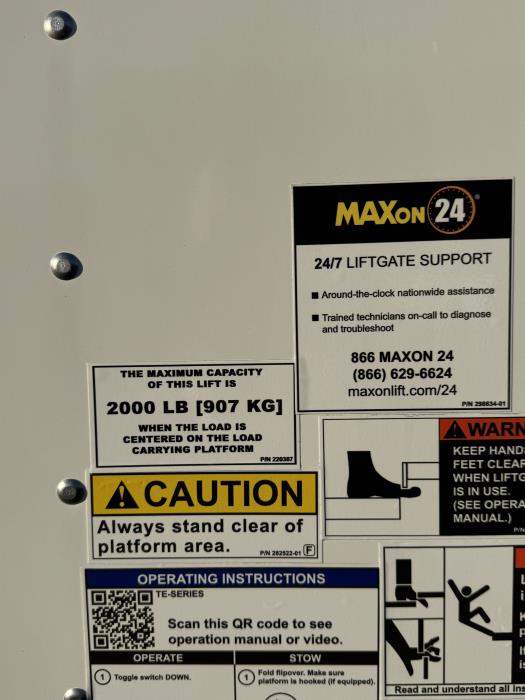 MAXON 24®
24/7 LIFTGATE SUPPORT
■ Around-the-clock nationwide assistance
■ Trained technicians on-call to diagnose
and troubleshoot
866 MAXON 24
(866) 629-6624
maxonlift.com/24
P/N 298634-01
THE MAXIMUM CAPACITY
OF THIS LIFT IS
2000 LB [907 KG]
WHEN THE LOAD IS
CENTERED ON THE LOAD
CARRYING PLATFORM
P/N 220387
WARN
KEEP HAND
FEET CLEAR
WHEN LIFTG
IS IN USE.
(SEE OPERA
MANUAL.)
P/N
CAUTION
Always stand clear of
platform area.
P/N 282522-01 F
OPERATING INSTRUCTIONS
TE-SERIES
Scan this QR code to see
operation manual or video.
OPERATE
STOW
1 Toggle switch DOWN.
1 Fold flipover. Make sure
platform is hooked (if equipped).
Read and understand all ins